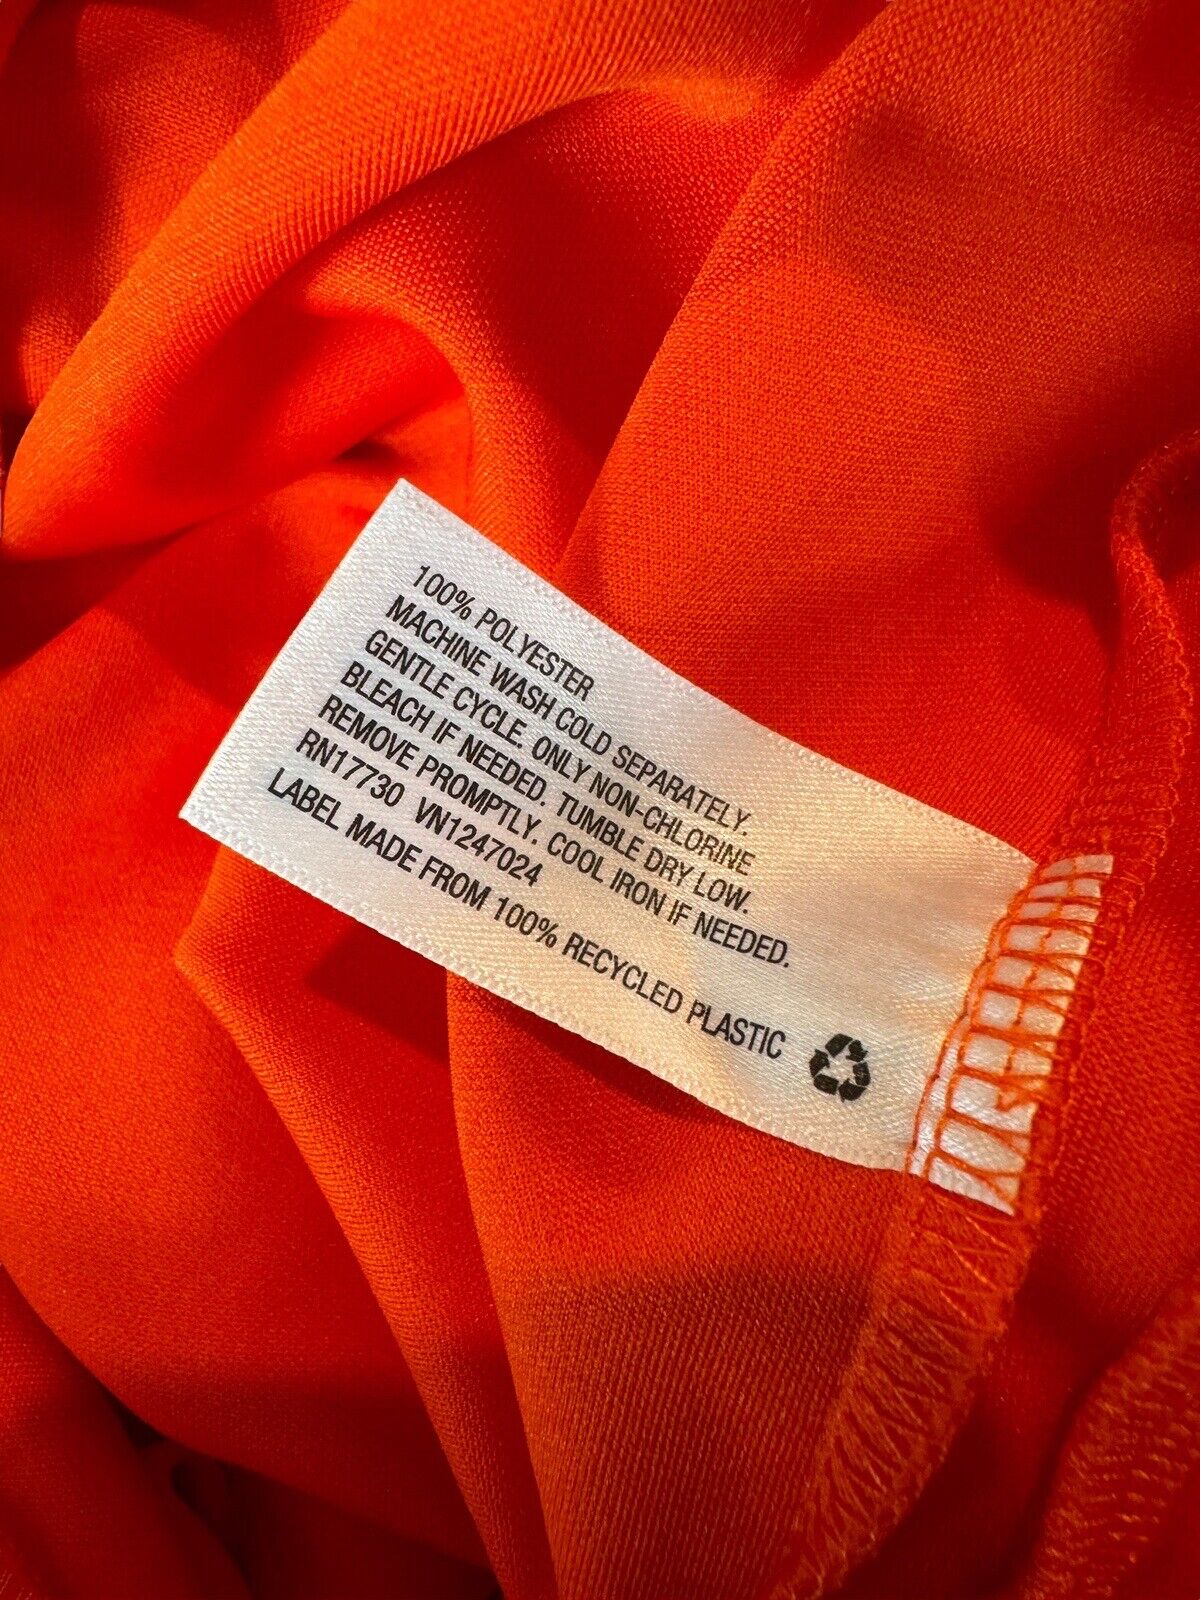 100% POLYESTER
MACHINE WASH COLD SEPARATELY.
GENTLE CYCLE. ONLY NON-CHLORINE
BLEACH IF NEEDED. TUMBLE DRY LOW.
REMOVE PROMPTLY. COOL IRON IF NEEDED.
RN17730 VN1247024
LABEL MADE FROM 100% RECYCLED PLASTIC